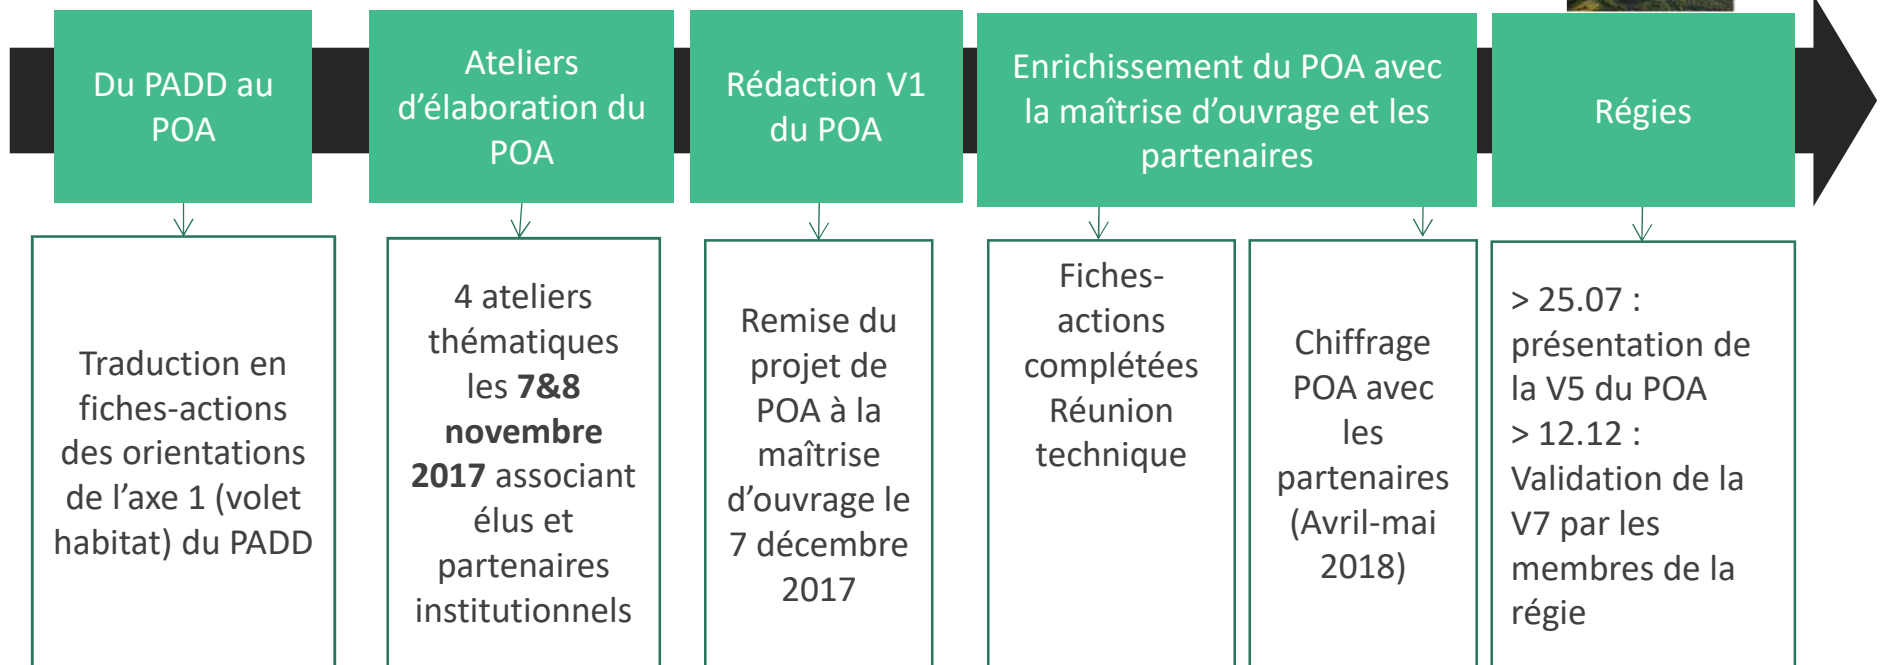 Du PADD au
POA
Ateliers
d’élaboration du
POA
Rédaction V1
du POA
Enrichissement du POA avec
la maîtrise d’ouvrage et les
partenaires
Régies
Traduction en
fiches-actions
des orientations
de l’axe 1 (volet
habitat) du PADD
4 ateliers
thématiques
les 7&8
novembre
2017 associant
élus et
partenaires
institutionnels
Remise du
projet de
POA à la
maîtrise
d’ouvrage le
7 décembre
2017
Fiches-
actions
complétées
Réunion
technique
Chiffrage
POA avec
les
partenaires
(Avril-mai
2018)
> 25.07 :
présentation de
la V5 du POA
> 12.12 :
Validation de la
V7 par les
membres de la
régie